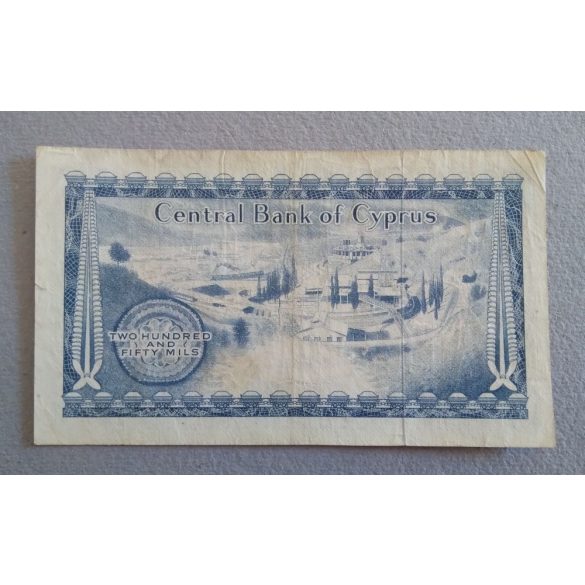 Central Bank of Cyprus
TWO HUNDRED
AND
FIFTY MILS